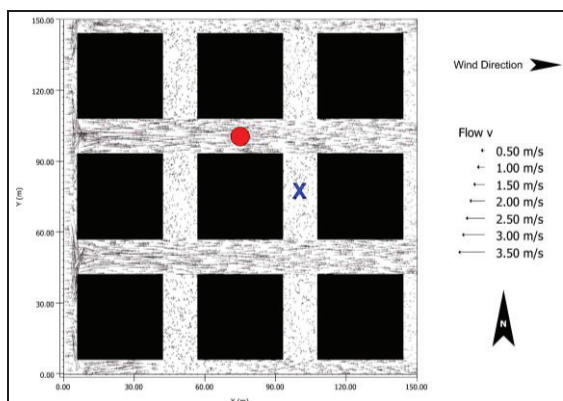 150.00
120.00
90.00
60.00
30.00
0.00
Y (m)
0.00 30.00 60.00 90.00 120.00 150.00
X (m)
X
Wind Direction
Flow v
0.50 m/s
1.00 m/s
1.50 m/s
2.00 m/s
2.50 m/s
3.00 m/s
3.50 m/s
N